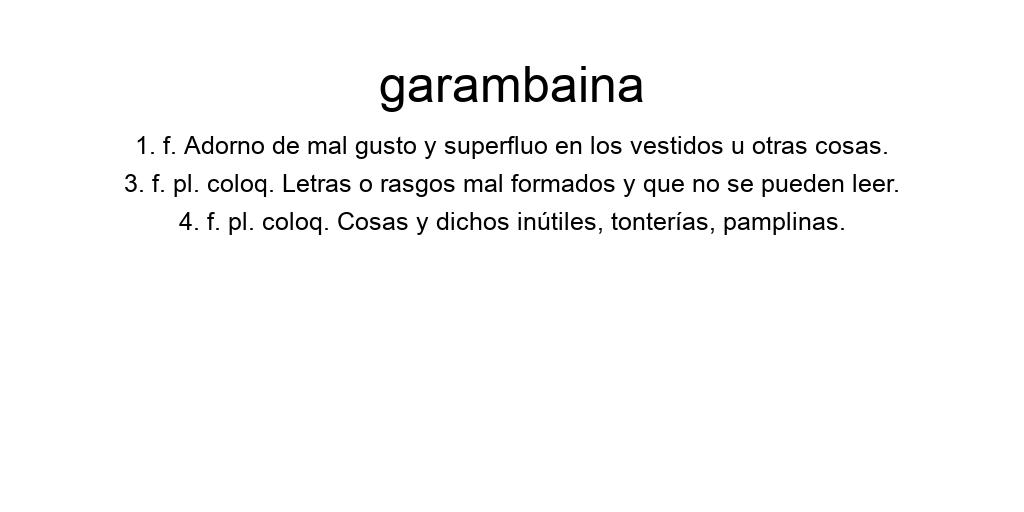 garambaina
1. f. Adorno de mal gusto y superfluo en los vestidos u otras cosas.
3. f. pl. coloq. Letras o rasgos mal formados y que no se pueden leer.
4. f. pl. coloq. Cosas y dichos inútiles, tonterías, pamplinas.